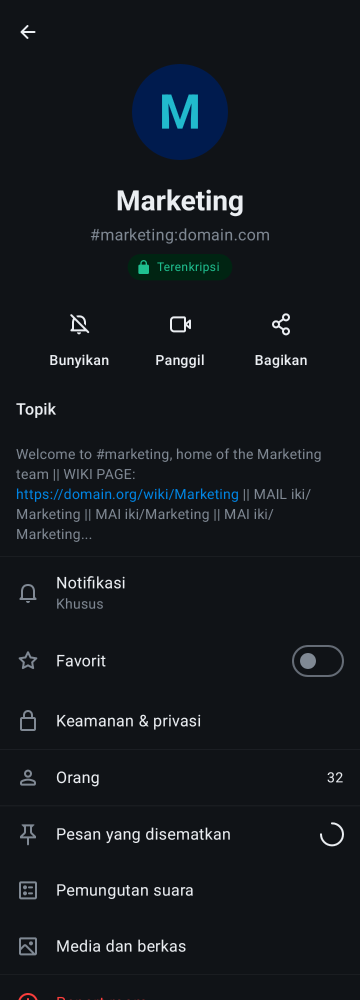 M
Marketing
#marketing:domain.com
Terenkripsi
Bunyikan
Panggil
Bagikan
Topik
Welcome to #marketing, home of the Marketing
team || WIKI PAGE:
https://domain.org/wiki/Marketing || MAIL iki/
Marketing || MAI iki/Marketing || MAI iki/
Marketing...
Notifikasi
Khusus
Favorit
Keamanan & privasi
Orang
32
Pesan yang disematkan
Pemungutan suara
Media dan berkas